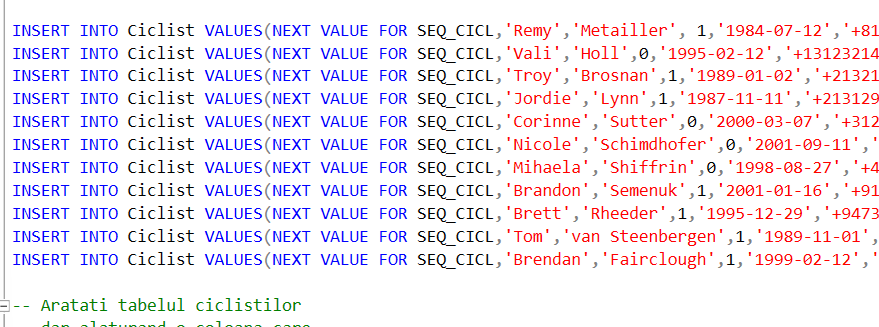 INSERT INTO Ciclist VALUES(NEXT VALUE FOR SEQ_CICL,'Remy','Metailler', 1,'1984-07-12','+81
INSERT INTO Ciclist VALUES(NEXT VALUE FOR SEQ_CICL,'Vali','Holl',0,'1995-02-12','+13123214
INSERT INTO Ciclist VALUES(NEXT VALUE FOR SEQ_CICL,'Troy','Brosnan',1,'1989-01-02','+21321
INSERT INTO Ciclist VALUES(NEXT VALUE FOR SEQ_CICL,'Jordie','Lynn',1,'1987-11-11','+213129
INSERT INTO Ciclist VALUES(NEXT VALUE FOR SEQ_CICL,'Corinne','Sutter',0,'2000-03-07','+312
INSERT INTO Ciclist VALUES(NEXT VALUE FOR SEQ_CICL,'Nicole','Schimdhofer',0,'2001-09-11','
INSERT INTO Ciclist VALUES(NEXT VALUE FOR SEQ_CICL,'Mihaela','Shiffrin',0,'1998-08-27','+4
INSERT INTO Ciclist VALUES(NEXT VALUE FOR SEQ_CICL,'Brandon','Semenuk',1,'2001-01-16','+91
INSERT INTO Ciclist VALUES(NEXT VALUE FOR SEQ_CICL,'Brett','Rheeder',1,'1995-12-29','+9473
INSERT INTO Ciclist VALUES(NEXT VALUE FOR SEQ_CICL,'Tom','van Steenbergen',1,'1989-11-01',
INSERT INTO Ciclist VALUES(NEXT VALUE FOR SEQ_CICL,'Brendan','Fairclough',1,'1999-02-12','
-- Aratati tabelul ciclistilor